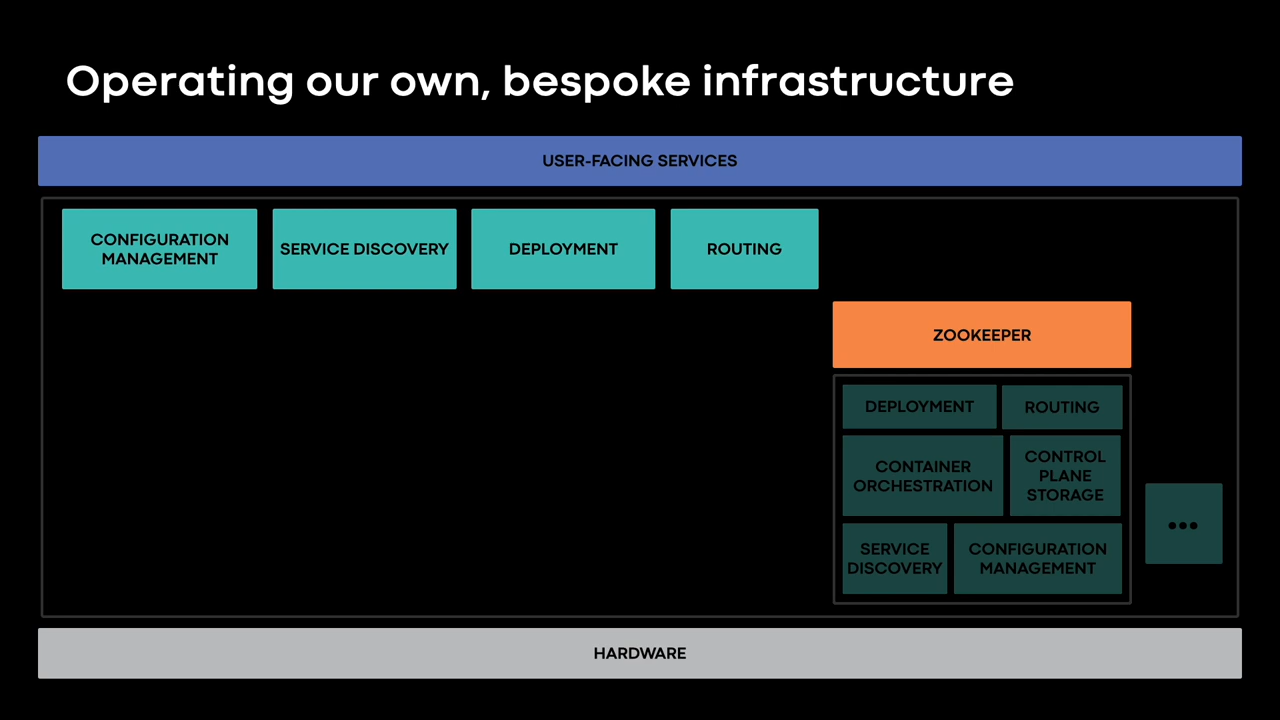 Operating our own, bespoke infrastructure
USER-FACING SERVICES
CONFIGURATION
MANAGEMENT
SERVICE DISCOVERY
DEPLOYMENT
ROUTING
ZOOKEEPER
DEPLOYMENT
ROUTING
CONTAINER
ORCHESTRATION
CONTROL
PLANE
STORAGE
SERVICE
DISCOVERY
CONFIGURATION
MANAGEMENT
...
HARDWARE